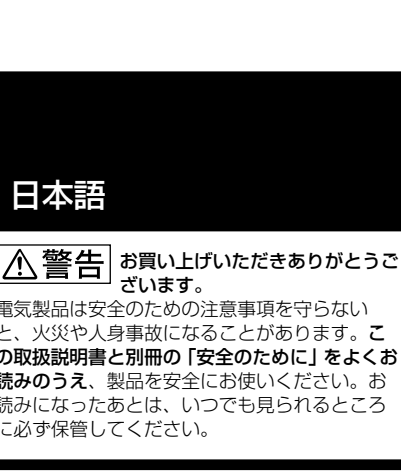 日本語
⚠警告
お買い上げいただきありがとうご
ざいます。
電気製品は安全のための注意事項を守らない
と、火災や人身事故になることがあります。こ
の取扱説明書と別冊の「安全のために」をよくお
読みのうえ、製品を安全にお使いください。お
読みになったあとは、いつでも見られるところ
に必ず保管してください。